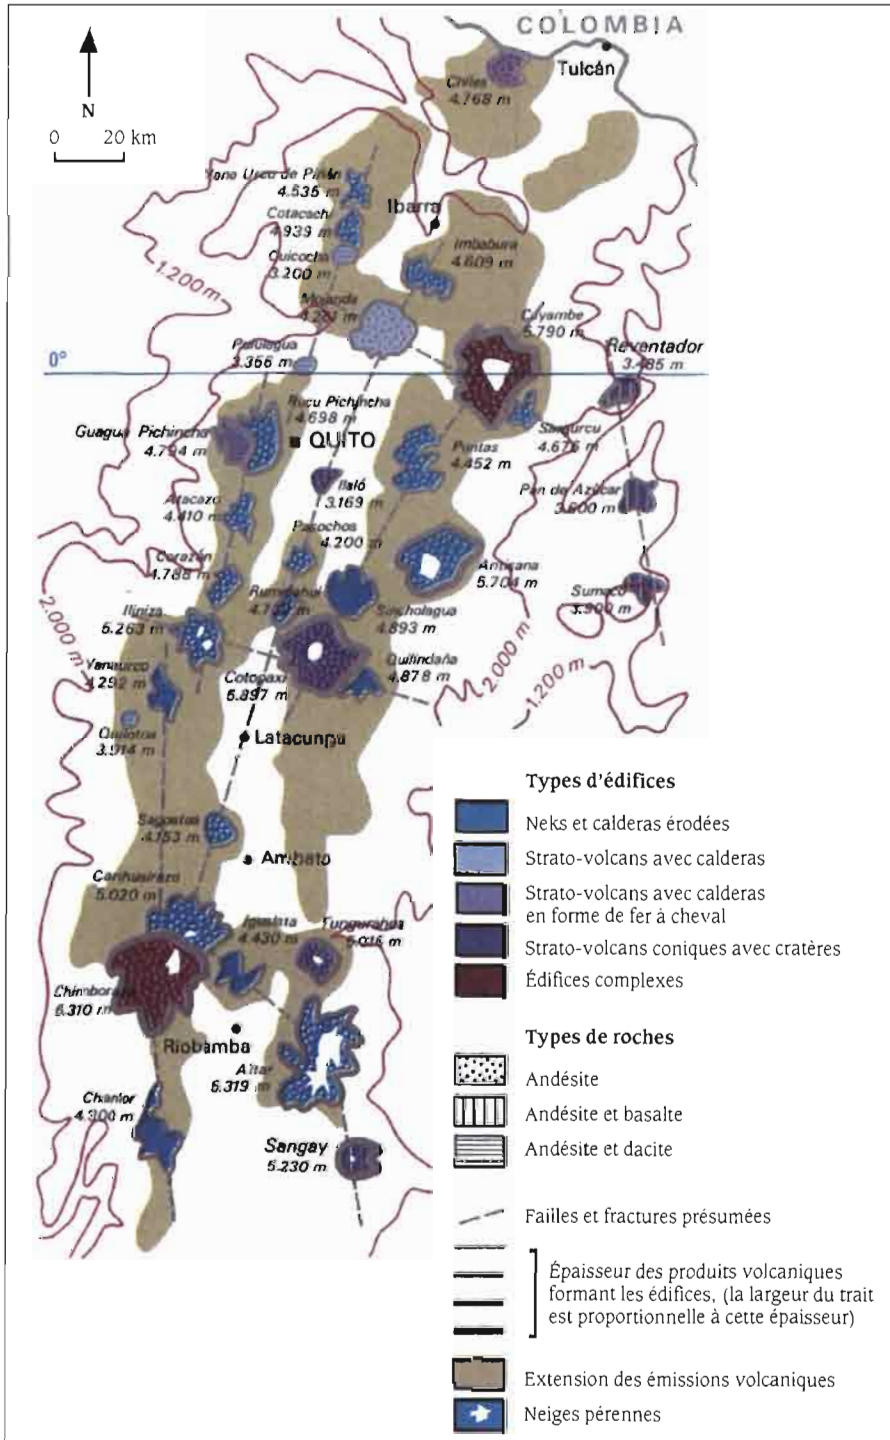 COLOMBIA
Tulcán
N
0 20 km
Chiles
4.768 m
4.535 m
Ibarra
Cotacachi
4.939 m
Imbabura
4.609 m
Cuicocha
3.200 m
1.200 m
Mojanda
Cayambe
5.790 m
Reventador
3.485 m
Pululagua
3.366 m
0°
Rucu Pichincha
4.698 m
Guagua Pichincha
4.794 m
QUITO
Puntas
4.452 m
4.676 m
Ilaló
3.169 m
Pan de Azúcar
3.600 m
Atacazo
4.410 m
Pasochoa
4.200 m
Corazón
4.788 m
Antisana
5.704 m
Sumaco
3.900 m
Rumiñahui
2.000 m
Iliniza
5.263 m
Sincholagua
4.893 m
Quilindaña
4.878 m
2.000 m
1.200 m
Yanaurco
4.292 m
Cotopaxi
5.897 m
Quilotoa
3.914 m
Latacunga
Sagoatoa
4.153 m
Ambato
5.020 m
Igualata
4.430 m
Tungurahua
Chimborazo
6.310 m
Riobamba
Altar
5.319 m
4.300 m
Sangay
5.230 m
Types d'édifices
Neks et calderas érodées
Strato-volcans avec calderas
Strato-volcans avec calderas
en forme de fer à cheval
Strato-volcans coniques avec cratères
Édifices complexes
Types de roches
Andésite
Andésite et basalte
Andésite et dacite
Failles et fractures présumées
Épaisseur des produits volcaniques
formant les édifices, (la largeur du trait
est proportionnelle à cette épaisseur)
Extension des émissions volcaniques
Neiges pérennes